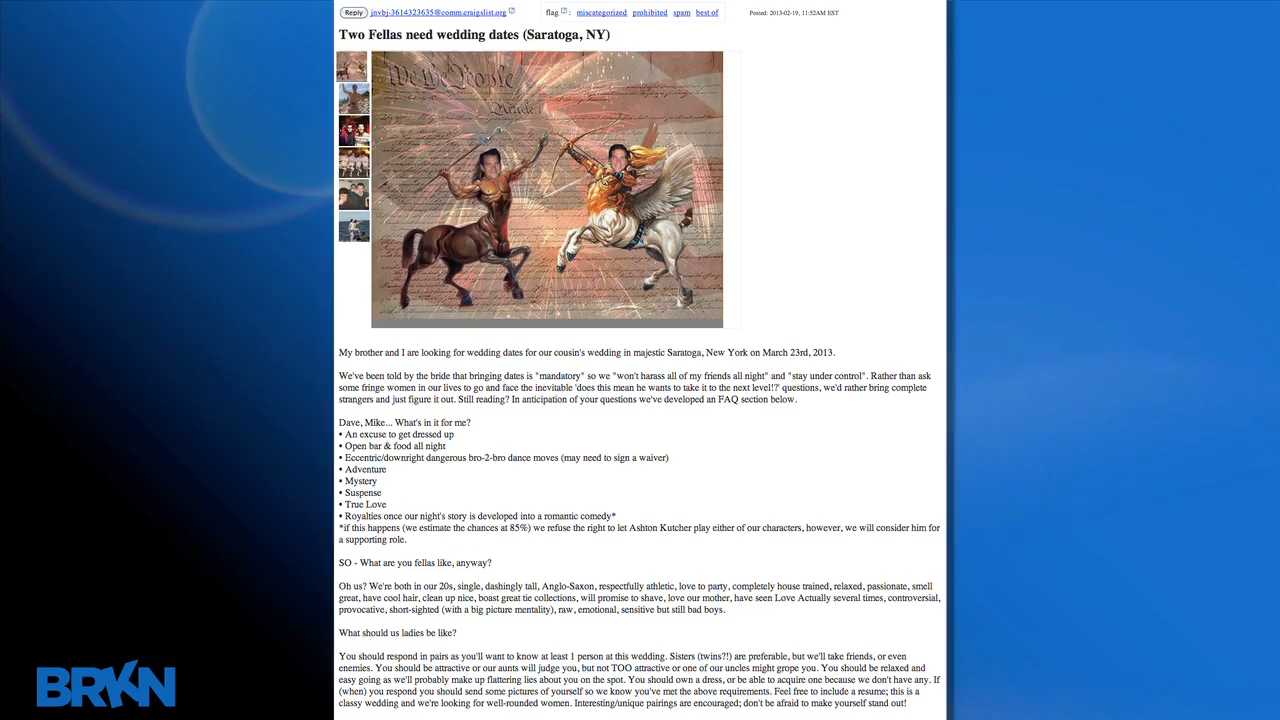 Reply jnvbj-3614323635@comm.craigslist.org [?] flag [?] : miscategorized prohibited spam best of Posted: 2013-02-19, 11:52AM EST
Two Fellas need wedding dates (Saratoga, NY)
We the People
Article
My brother and I are looking for wedding dates for our cousin's wedding in majestic Saratoga, New York on March 23rd, 2013.
We've been told by the bride that bringing dates is "mandatory" so we "won't harass all of my friends all night" and "stay under control". Rather than ask
some fringe women in our lives to go and face the inevitable 'does this mean he wants to take it to the next level!?' questions, we'd rather bring complete
strangers and just figure it out. Still reading? In anticipation of your questions we've developed an FAQ section below.
Dave, Mike... What's in it for me?
• An excuse to get dressed up
• Open bar & food all night
• Eccentric/downright dangerous bro-2-bro dance moves (may need to sign a waiver)
• Adventure
• Mystery
• Suspense
• True Love
• Royalties once our night's story is developed into a romantic comedy*
*if this happens (we estimate the chances at 85%) we refuse the right to let Ashton Kutcher play either of our characters, however, we will consider him for
a supporting role.
SO - What are you fellas like, anyway?
Oh us? We're both in our 20s, single, dashingly tall, Anglo-Saxon, respectfully athletic, love to party, completely house trained, relaxed, passionate, smell
great, have cool hair, clean up nice, boast great tie collections, will promise to shave, love our mother, have seen Love Actually several times, controversial,
provocative, short-sighted (with a big picture mentality), raw, emotional, sensitive but still bad boys.
What should us ladies be like?
You should respond in pairs as you'll want to know at least 1 person at this wedding. Sisters (twins?!) are preferable, but we'll take friends, or even
enemies. You should be attractive or our aunts will judge you, but not TOO attractive or one of our uncles might grope you. You should be relaxed and
easy going as we'll probably make up flattering lies about you on the spot. You should own a dress, or be able to acquire one because we don't have any. If
(when) you respond you should send some pictures of yourself so we know you've met the above requirements. Feel free to include a resume; this is a
classy wedding and we're looking for well-rounded women. Interesting/unique pairings are encouraged; don't be afraid to make yourself stand out!
BRKN